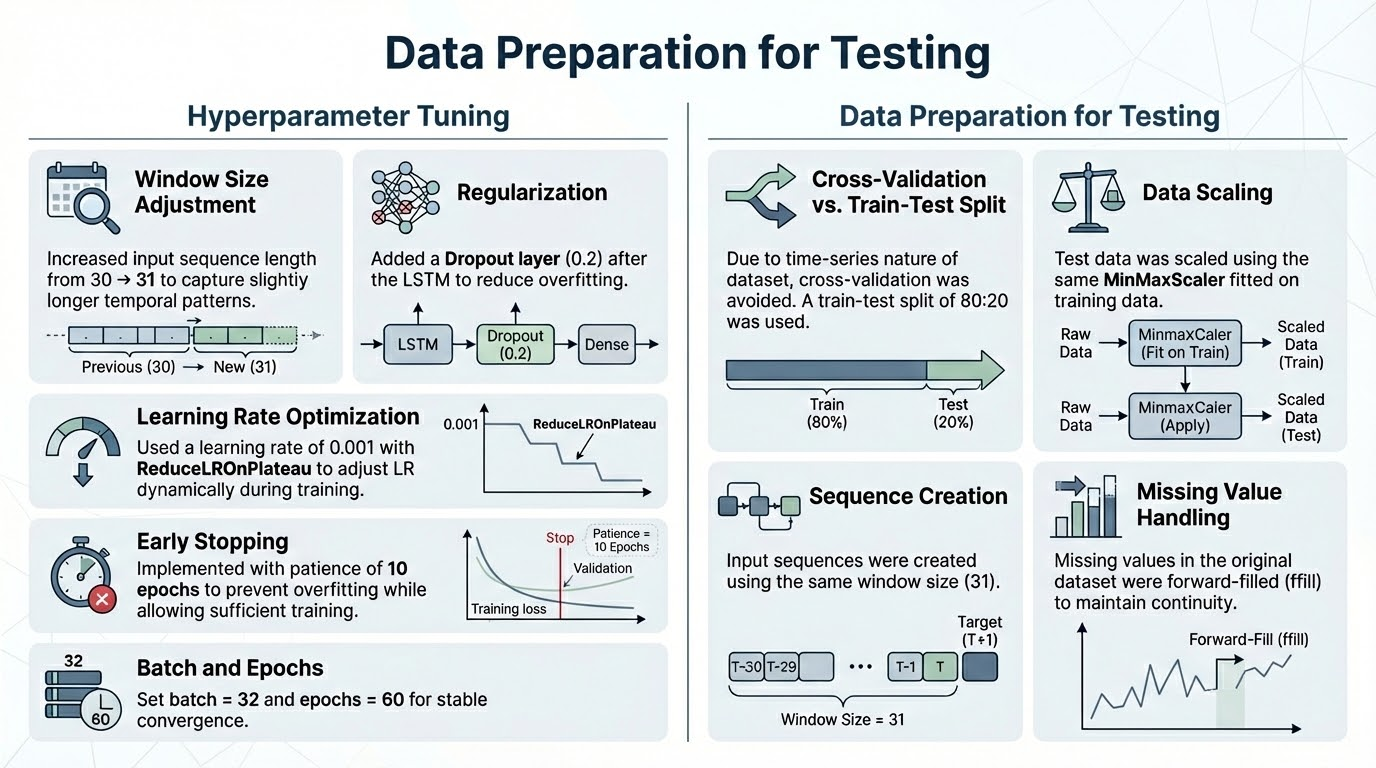 Data Preparation for Testing
Hyperparameter Tuning
Window Size
Adjustment
Increased input sequence length
from 30 → 31 to capture slightly
longer temporal patterns.
Previous (30) → New (31)
Regularization
Added a Dropout layer (0.2) after
the LSTM to reduce overfitting.
LSTM
Dropout
(0.2)
Dense
Learning Rate Optimization
Used a learning rate of 0.001 with
ReduceLROnPlateau to adjust LR
dynamically during training.
0.001
ReduceLROnPlateau
Early Stopping
Implemented with patience of 10
epochs to prevent overfitting while
allowing sufficient training.
Stop
Patience =
10 Epochs
Validation
Training loss
32
60
Batch and Epochs
Set batch = 32 and epochs = 60 for stable
convergence.
Data Preparation for Testing
Cross-Validation
vs. Train-Test Split
Due to time-series nature of
dataset, cross-validation was
avoided. A train-test split of 80:20
was used.
Train
(80%)
Test
(20%)
Data Scaling
Test data was scaled using the
same MinMaxScaler fitted on
training data.
Raw
Data
MinmaxCaler
(Fit on Train)
Scaled
Data
(Train)
Raw
Data
MinmaxCaler
(Apply)
Scaled
Data
(Test)
Sequence Creation
Input sequences were created
using the same window size (31).
Target
(T+1)
T-30 T-29 ... T-1 T
Window Size = 31
Missing Value
Handling
Missing values in the original
dataset were forward-filled (ffill)
to maintain continuity.
Forward-Fill (ffill)